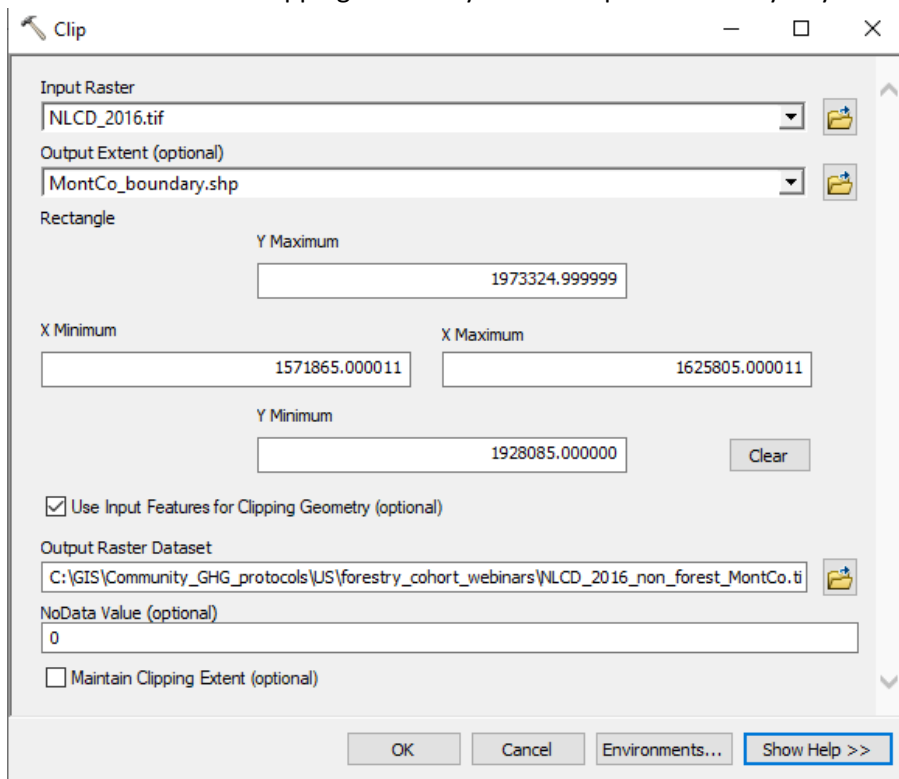 Clip
Input Raster
NLCD_2016.tif
Output Extent (optional)
MontCo_boundary.shp
Rectangle
Y Maximum
1973324.999999
X Minimum
X Maximum
1571865.000011
1625805.000011
Y Minimum
1928085.000000
Clear
Use Input Features for Clipping Geometry (optional)
Output Raster Dataset
C:\GIS\Community_GHG_protocols\US\forestry_cohort_webinars\NLCD_2016_non_forest_MontCo.ti
NoData Value (optional)
0
Maintain Clipping Extent (optional)
OK Cancel Environments... Show Help >>